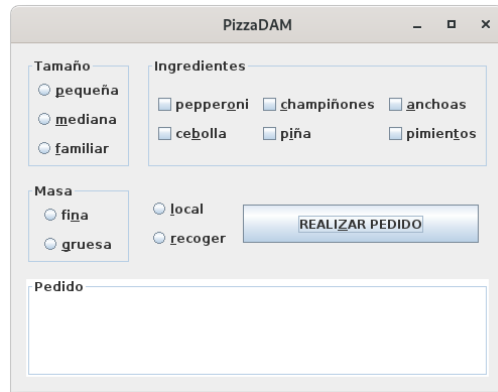 PizzaDAM
Tamaño
pequeña
mediana
familiar
Ingredientes
pepperoni champiñones anchoas
cebolla piña pimientos
Masa
fina
gruesa
local
recoger
REALIZAR PEDIDO
Pedido